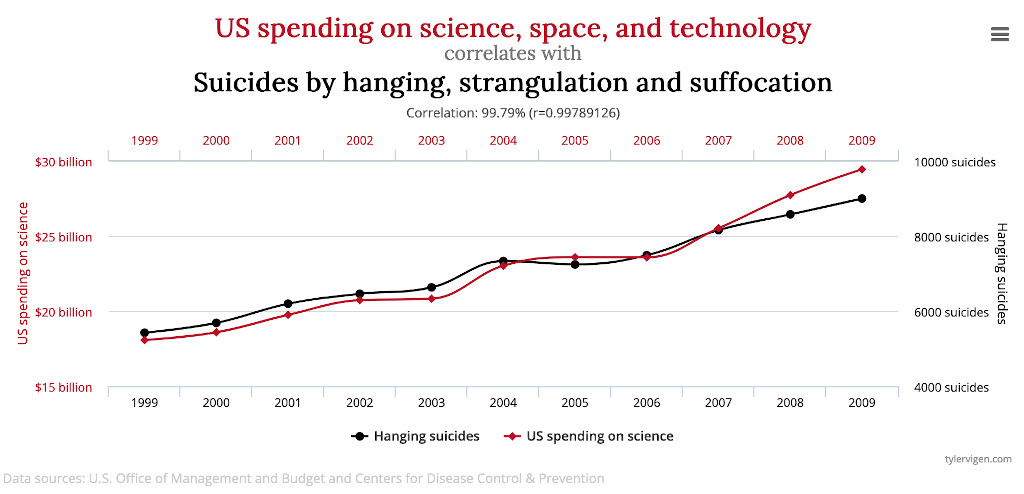 US spending on science, space, and technology
correlates with
Suicides by hanging, strangulation and suffocation
Correlation: 99.79% (r=0.99789126)
1999 2000 2001 2002 2003 2004 2005 2006 2007 2008 2009
US spending on science
$30 billion
$25 billion
$20 billion
$15 billion
10000 suicides
8000 suicides
6000 suicides
4000 suicides
Hanging suicides
1999 2000 2001 2002 2003 2004 2005 2006 2007 2008 2009
Hanging suicides US spending on science
tylervigen.com
Data sources: U.S. Office of Management and Budget and Centers for Disease Control & Prevention